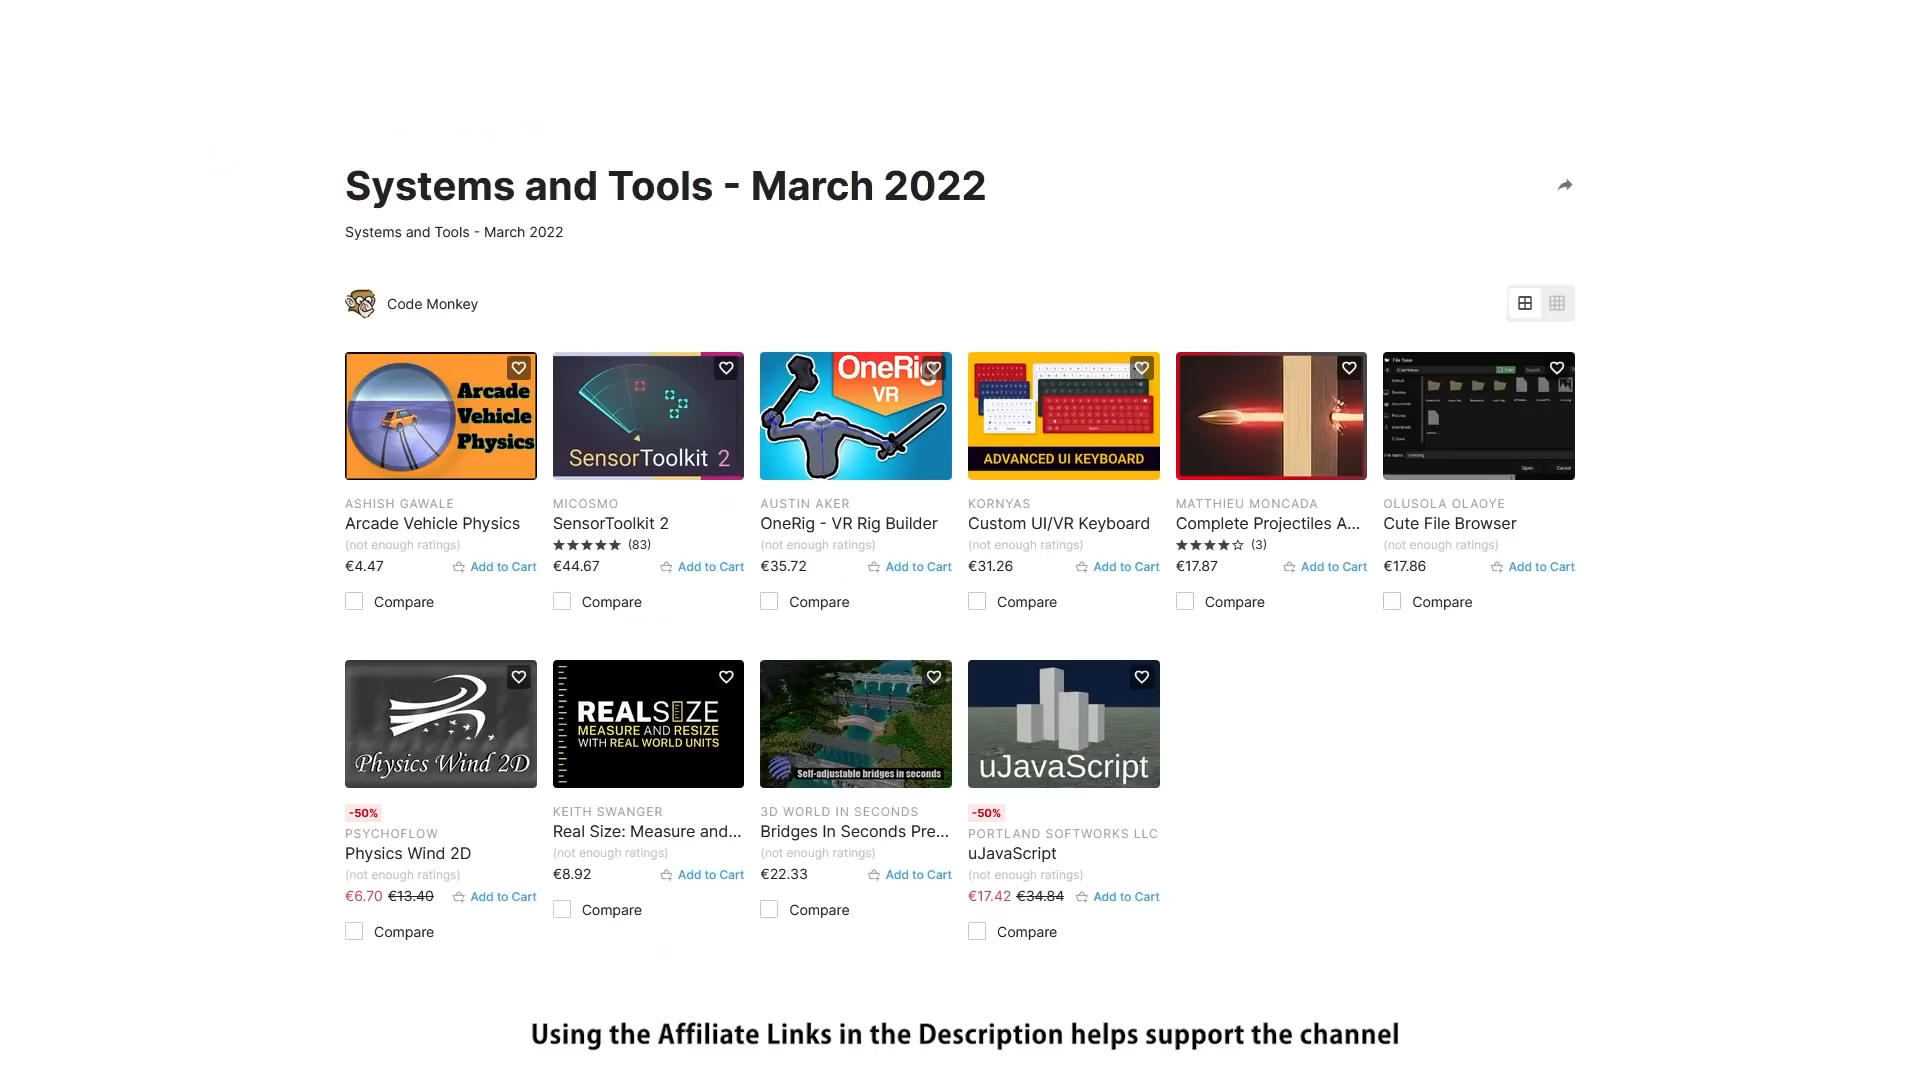 Systems and Tools - March 2022
Systems and Tools - March 2022
Code Monkey
Arcade
Vehicle
Physics
SensorToolkit 2
OneRig
VR
ADVANCED UI KEYBOARD
File Save
ASHISH GAWALE
Arcade Vehicle Physics
(not enough ratings)
€4.47
Add to Cart
Compare
MICOSMO
SensorToolkit 2
(83)
€44.67
Add to Cart
Compare
AUSTIN AKER
OneRig - VR Rig Builder
(not enough ratings)
€35.72
Add to Cart
Compare
KORNYAS
Custom UI/VR Keyboard
(not enough ratings)
€31.26
Add to Cart
Compare
MATTHIEU MONCADA
Complete Projectiles A...
(3)
€17.87
Add to Cart
Compare
OLUSOLA OLAOYE
Cute File Browser
(not enough ratings)
€17.86
Add to Cart
Compare
Physics Wind 2D
-50%
PSYCHOFLOW
Physics Wind 2D
(not enough ratings)
€6.70 €13.40
Add to Cart
Compare
REALSIZE
MEASURE AND RESIZE
WITH REAL WORLD UNITS
KEITH SWANGER
Real Size: Measure and...
(not enough ratings)
€8.92
Add to Cart
Compare
Self-adjustable bridges in seconds
3D WORLD IN SECONDS
Bridges In Seconds Pre...
(not enough ratings)
€22.33
Add to Cart
Compare
uJavaScript
-50%
PORTLAND SOFTWORKS LLC
uJavaScript
(not enough ratings)
€17.42 €34.84
Add to Cart
Compare
Using the Affiliate Links in the Description helps support the channel